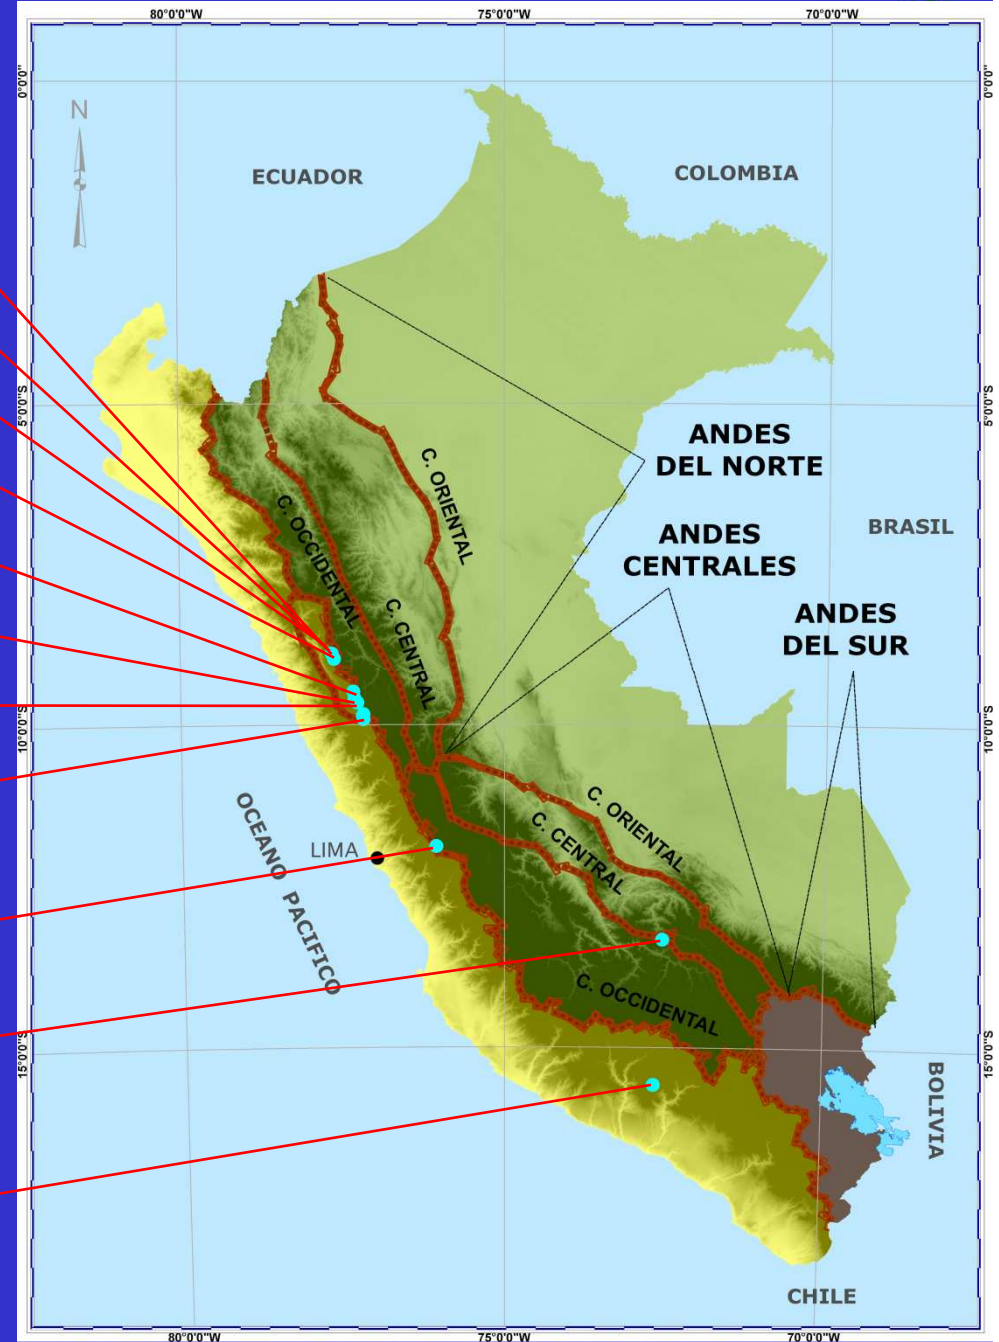 80°0'0"W
75°0'0"W
70°0'0"W
0°0'0"
0°0'0"
N
ECUADOR
COLOMBIA
5°0'0"S
5°0'0"S
ANDES
DEL NORTE
C. ORIENTAL
BRASIL
C. OCCIDENTAL
ANDES
CENTRALES
C. CENTRAL
ANDES
DEL SUR
10°0'0"S
10°0'0"S
OCEANO PACIFICO
LIMA
C. ORIENTAL
C. CENTRAL
C. OCCIDENTAL
15°0'0"S
15°0'0"S
BOLIVIA
CHILE
80°0'0"W
75°0'0"W
70°0'0"W